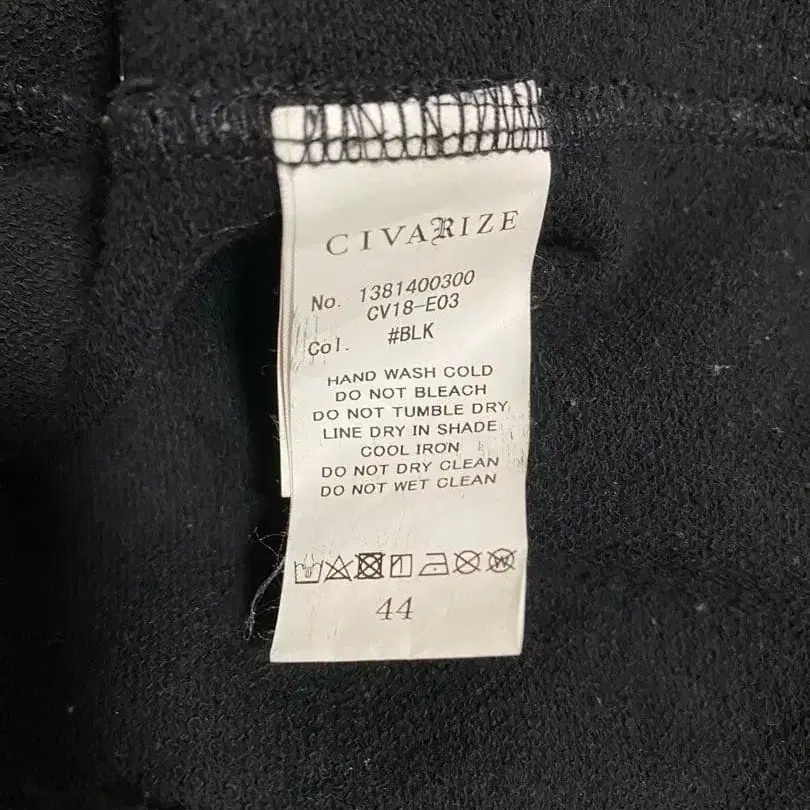 CIVARIZE
No. 1381400300
CV18-E03
Col. #BLK
HAND WASH COLD
DO NOT BLEACH
DO NOT TUMBLE DRY
LINE DRY IN SHADE
COOL IRON
DO NOT DRY CLEAN
DO NOT WET CLEAN
W
44